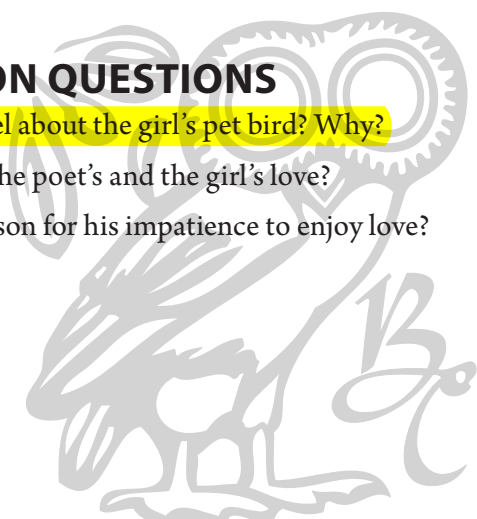 ON QUESTIONS
el about the girl’s pet bird? Why?
he poet’s and the girl’s love?
son for his impatience to enjoy love?
BC